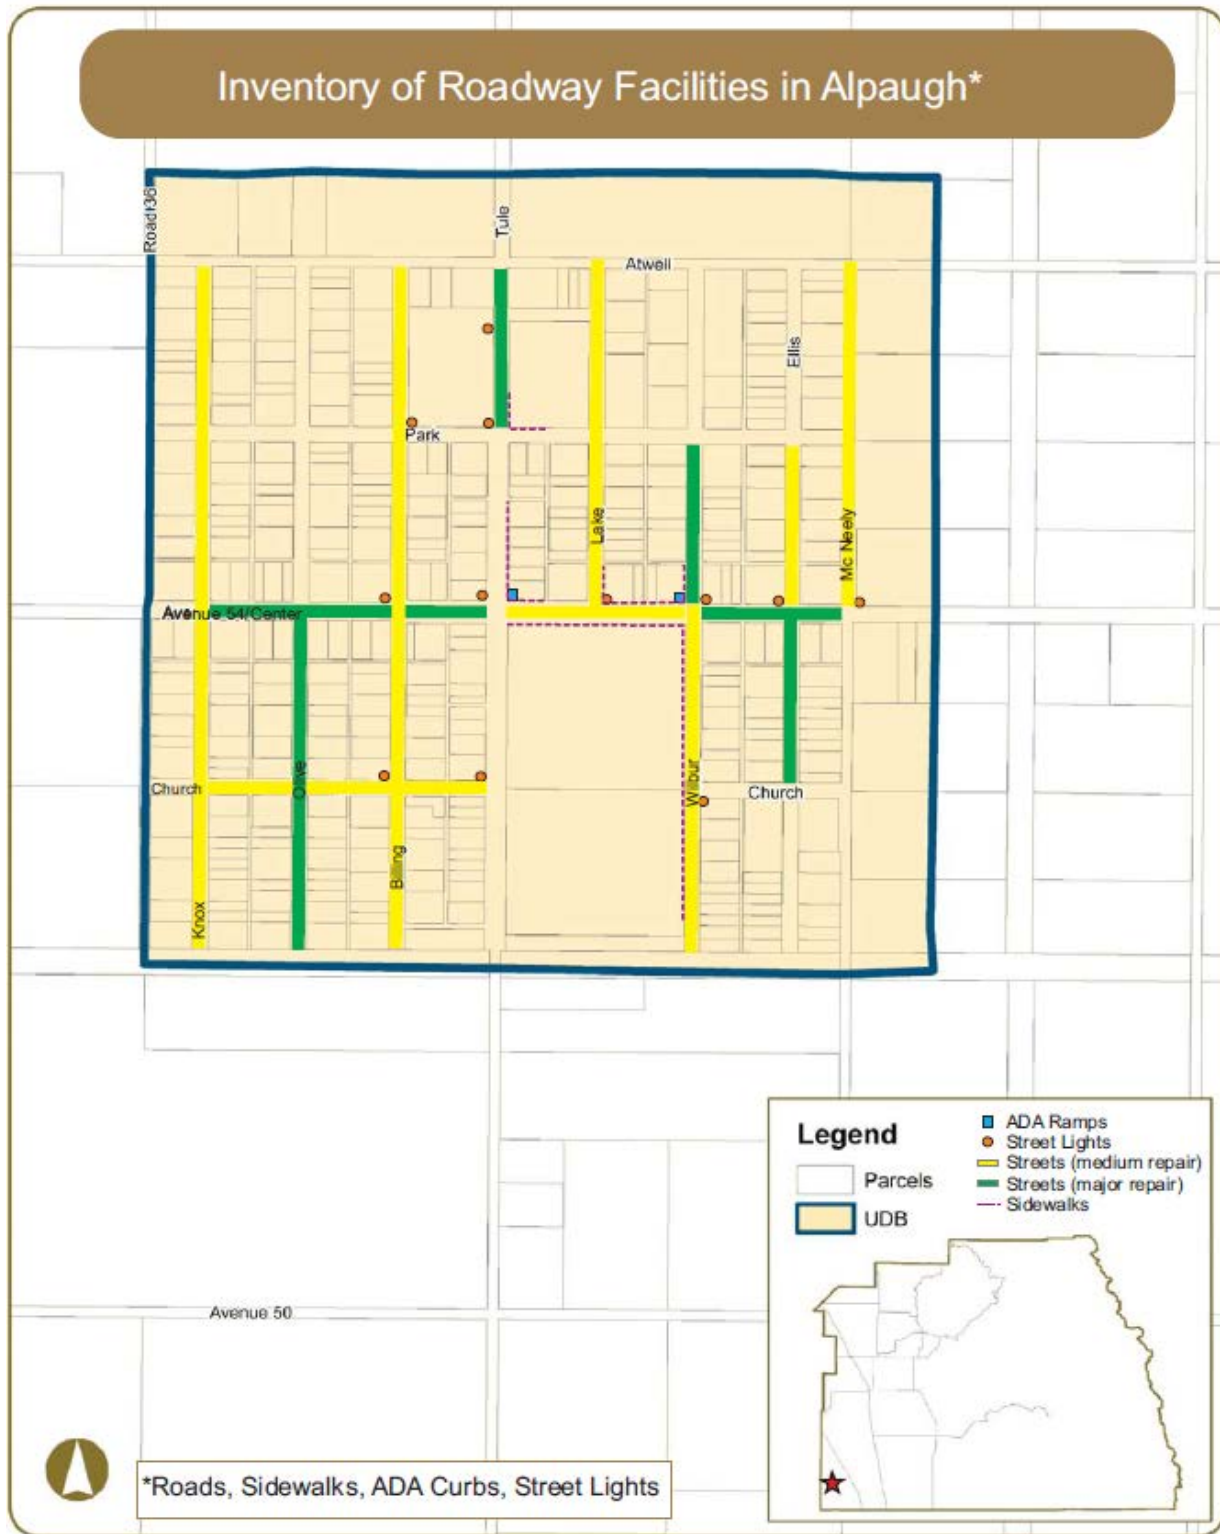 Inventory of Roadway Facilities in Alpaugh*
Road 36
Tule
Atwell
Ellis
Park
Lake
Mc Neely
Avenue 54/Center
Olive
Wilbur
Church
Church
Billing
Knox
Legend
Parcels
UDB
ADA Ramps
Street Lights
Streets (medium repair)
Streets (major repair)
Sidewalks
Avenue 50
*Roads, Sidewalks, ADA Curbs, Street Lights